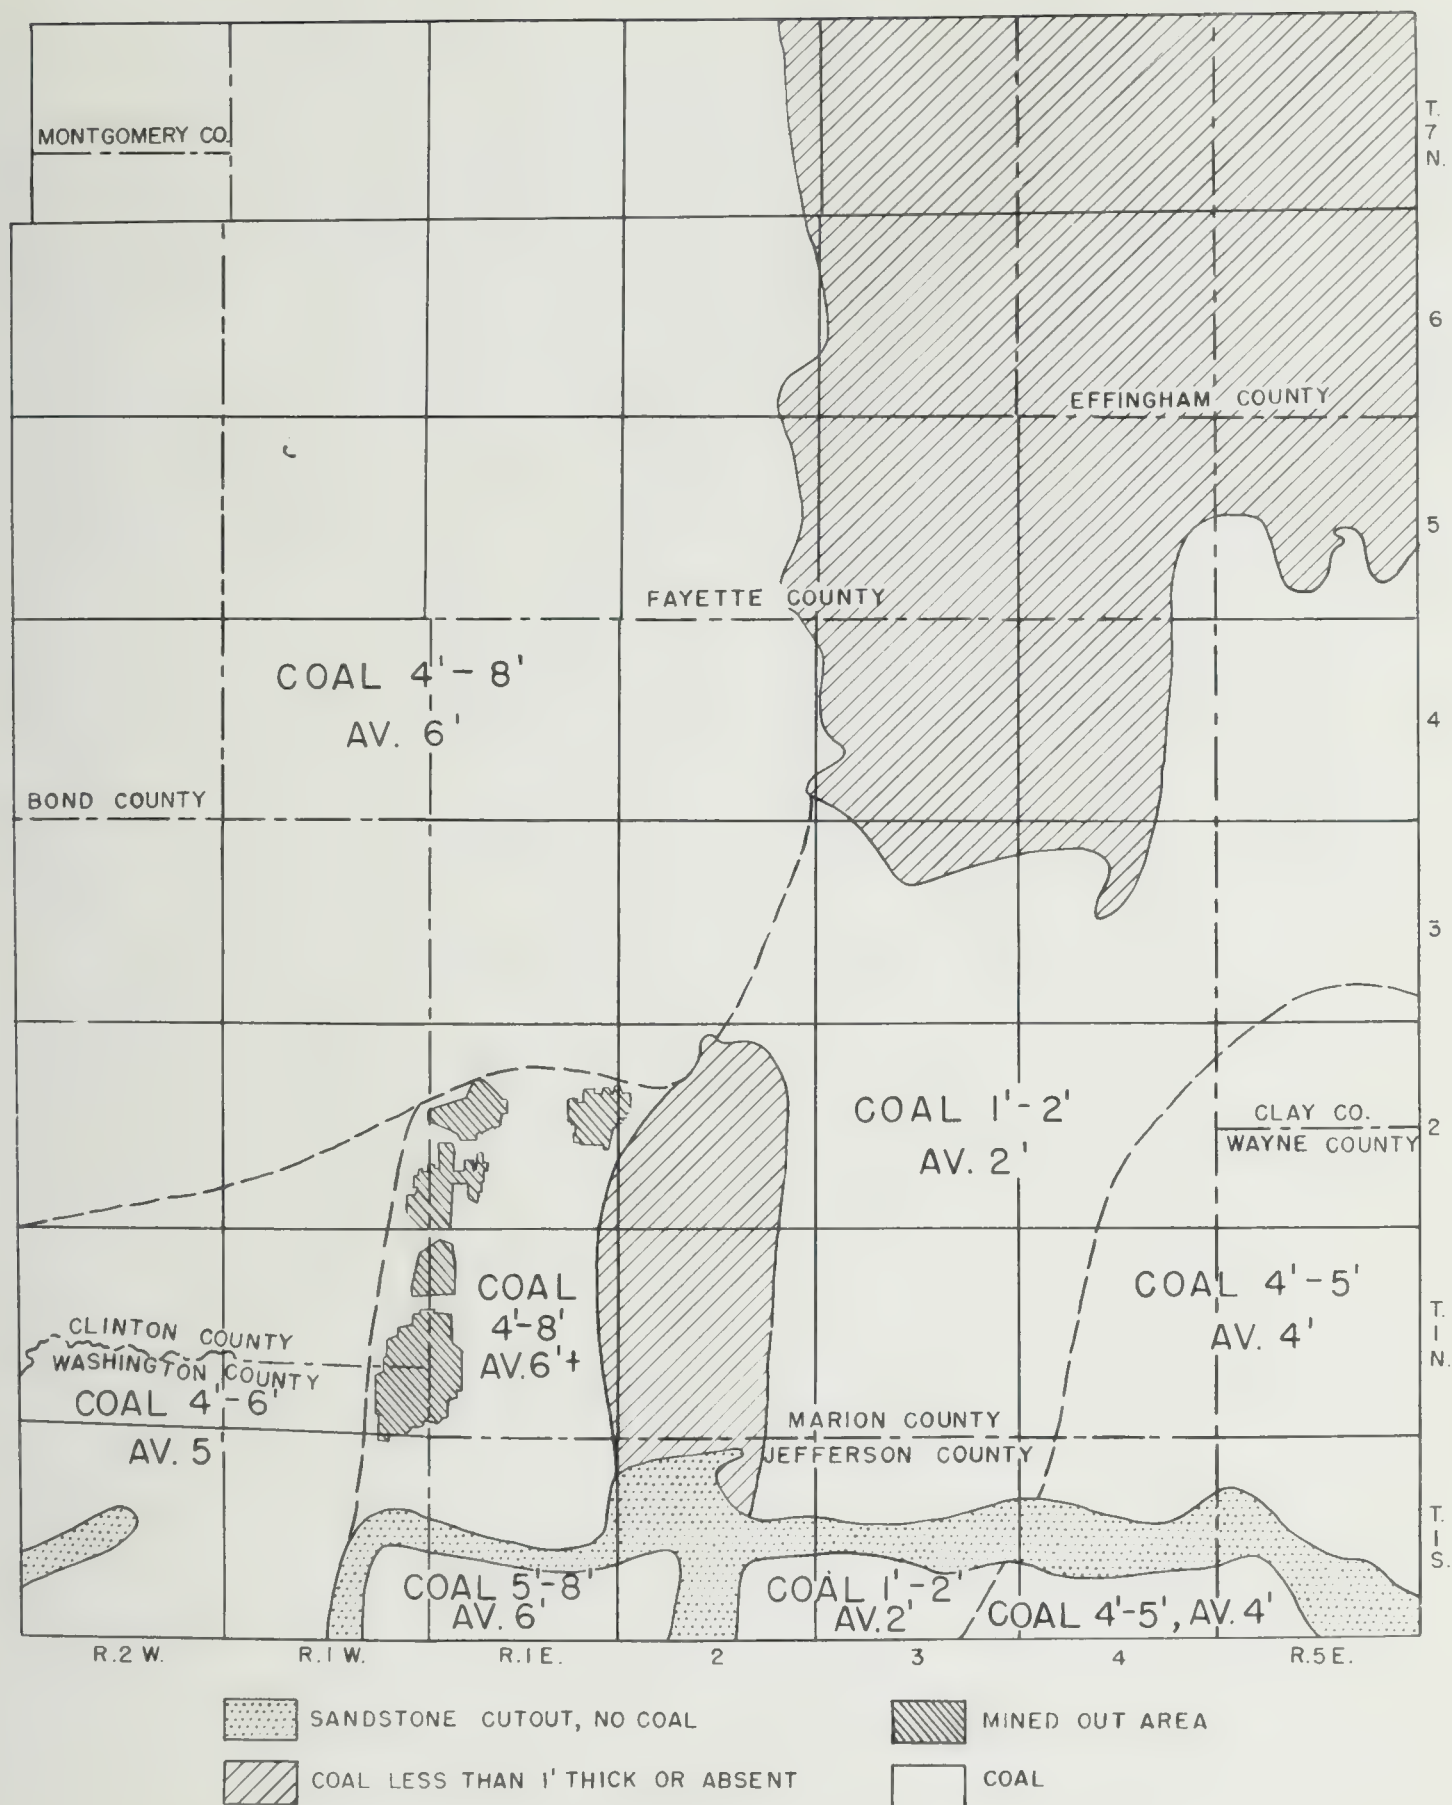 MONTGOMERY CO.
T.
7
N.
6
EFFINGHAM COUNTY
5
FAYETTE COUNTY
COAL 4'-8'
AV. 6'
4
BOND COUNTY
3
COAL 1'-2'
AV. 2'
CLAY CO.
WAYNE COUNTY
2
COAL
4'-8'
AV. 6'+
COAL 4'-5'
AV. 4'
T.
1
N.
CLINTON COUNTY
WASHINGTON COUNTY
COAL 4'-6'
AV. 5
MARION COUNTY
JEFFERSON COUNTY
T.
1
S.
COAL 5'-8'
AV. 6'
COAL 1'-2'
AV. 2'
COAL 4'-5', AV. 4'
R.2 W.
R.1 W.
R.1 E.
2
3
4
R.5 E.
SANDSTONE CUTOUT, NO COAL
MINED OUT AREA
COAL LESS THAN 1' THICK OR ABSENT
COAL